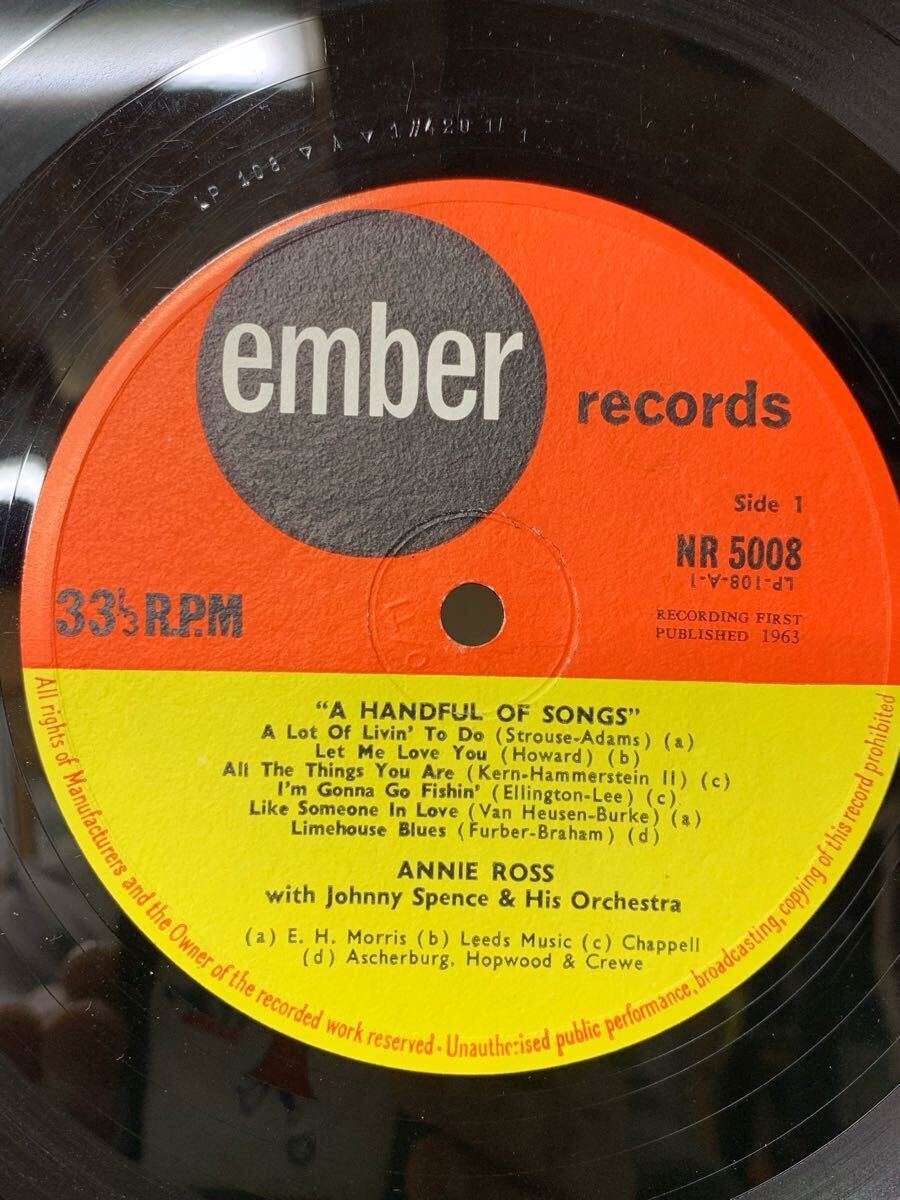 LP 108 ▽ A ▽ 1 420 1 1
ember
records
Side 1
NR 5008
LP-108-A-1
33⅓ R.P.M
RECORDING FIRST
PUBLISHED 1963
"A HANDFUL OF SONGS"
A Lot Of Livin' To Do (Strouse-Adams) (a)
Let Me Love You (Howard) (b)
All The Things You Are (Kern-Hammerstein II) (c)
I'm Gonna Go Fishin' (Ellington-Lee) (c)
Like Someone In Love (Van Heusen-Burke) (a)
Limehouse Blues (Furber-Braham) (d)
ANNIE ROSS
with Johnny Spence & His Orchestra
(a) E. H. Morris (b) Leeds Music (c) Chappell
(d) Ascherburg, Hopwood & Crewe
All rights of Manufacturers and the Owner of the recorded work reserved · Unauthorised public performance, broadcasting, copying of this record prohibited